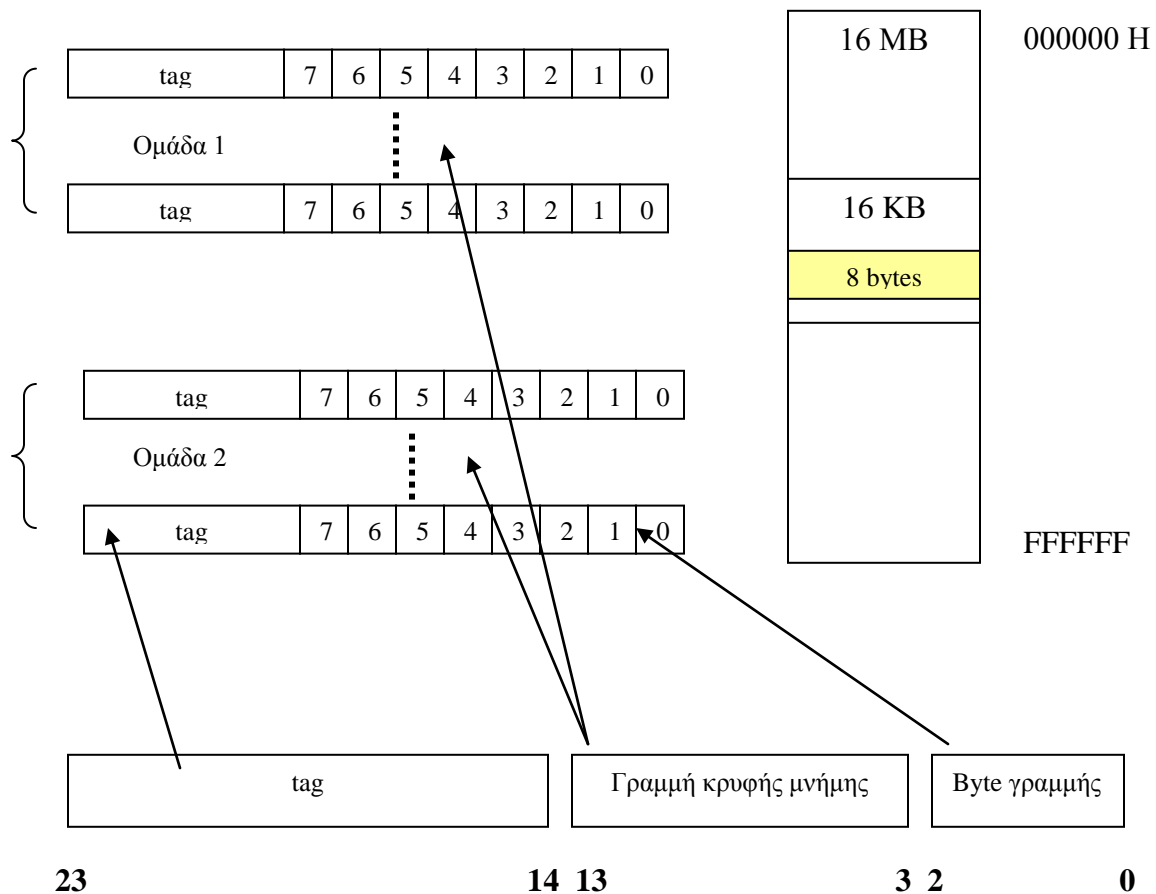 16 MB 000000 H
tag 7 6 5 4 3 2 1 0
Ομάδα 1
tag 7 6 5 4 3 2 1 0
16 KB
8 bytes
tag 7 6 5 4 3 2 1 0
Ομάδα 2
tag 7 6 5 4 3 2 1 0
FFFFFF
tag Γραμμή κρυφής μνήμης Byte γραμμής
23 14 13 3 2 0